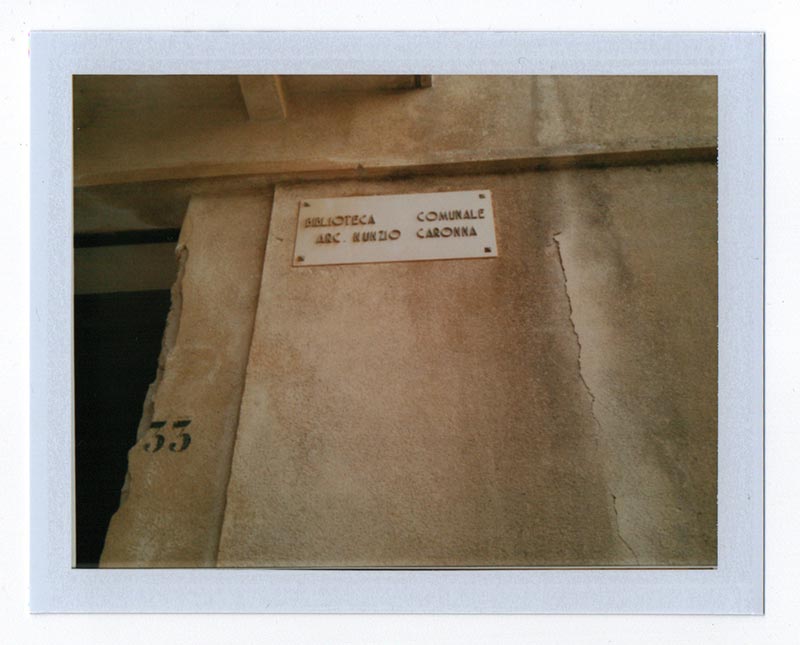 BIBLIOTECA COMUNALE
ARC. NUNZIO CARONNA
33